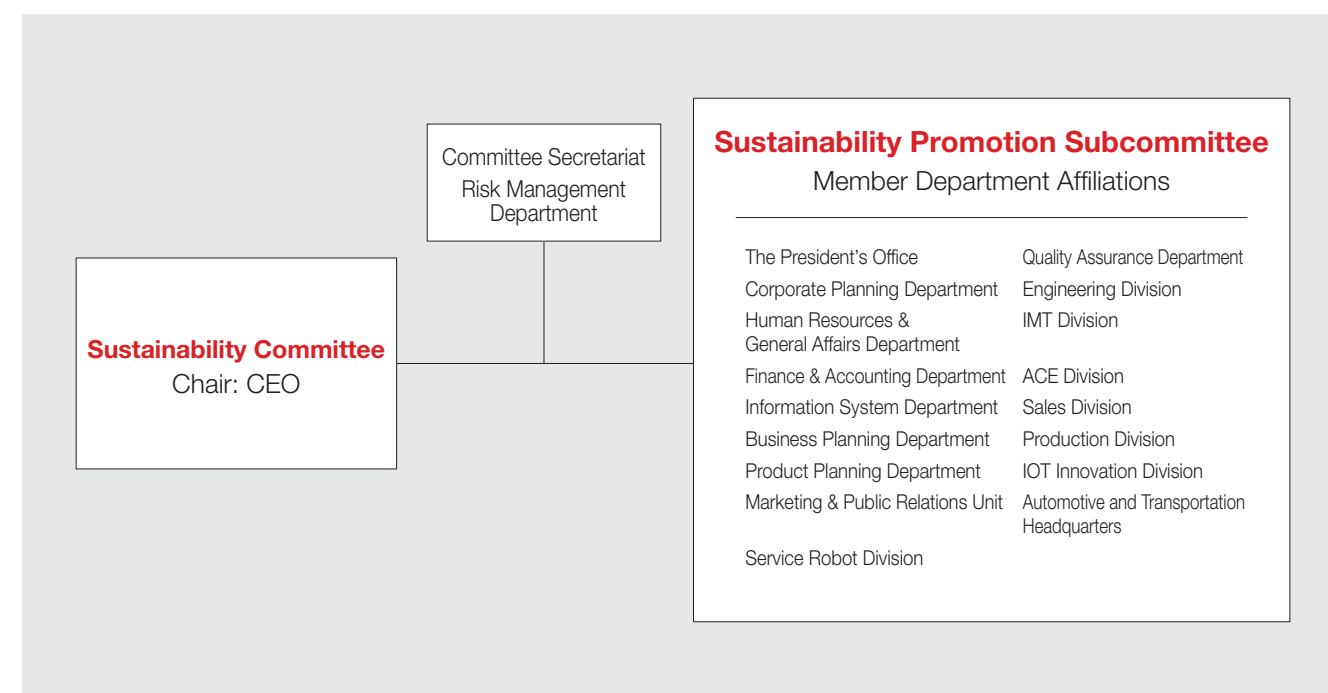 Committee Secretariat
Risk Management
Department
Sustainability Committee
Chair: CEO
Sustainability Promotion Subcommittee
Member Department Affiliations
The President’s Office
Corporate Planning Department
Human Resources &
General Affairs Department
Finance & Accounting Department
Information System Department
Business Planning Department
Product Planning Department
Marketing & Public Relations Unit
Service Robot Division
Quality Assurance Department
Engineering Division
IMT Division
ACE Division
Sales Division
Production Division
IOT Innovation Division
Automotive and Transportation
Headquarters